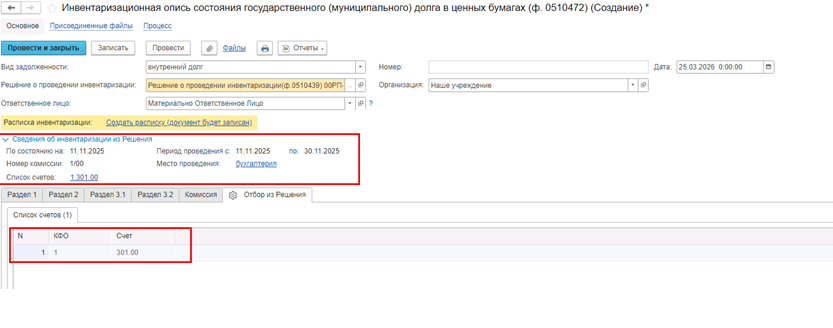 Инвентаризационная опись состояния государственного (муниципального) долга в ценных бумагах (ф. 0510472) (Создание) *
Основное Присоединенные файлы Процесс
Провести и закрыть Записать Провести Файлы Отчеты
Вид задолженности: внутренний долг Номер: Дата: 25.03.2026 0:00:00
Решение о проведении инвентаризации: Решение о проведении инвентаризации(ф.0510439) 00РП- ... Организация: Наше учреждение
Ответственное лицо: Материально Ответственное Лицо ?
Расписка инвентаризации: Создать расписку (документ будет записан)
Сведения об инвентаризации из Решения
По состоянию на: 11.11.2025 Период проведения с: 11.11.2025 по: 30.11.2025
Номер комиссии: 1/00 Место проведения: бухгалтерия
Список счетов: 1.301.00
Раздел 1 Раздел 2 Раздел 3.1 Раздел 3.2 Комиссия Отбор из Решения
Список счетов (1)
N КФО Счет
1 1 301.00